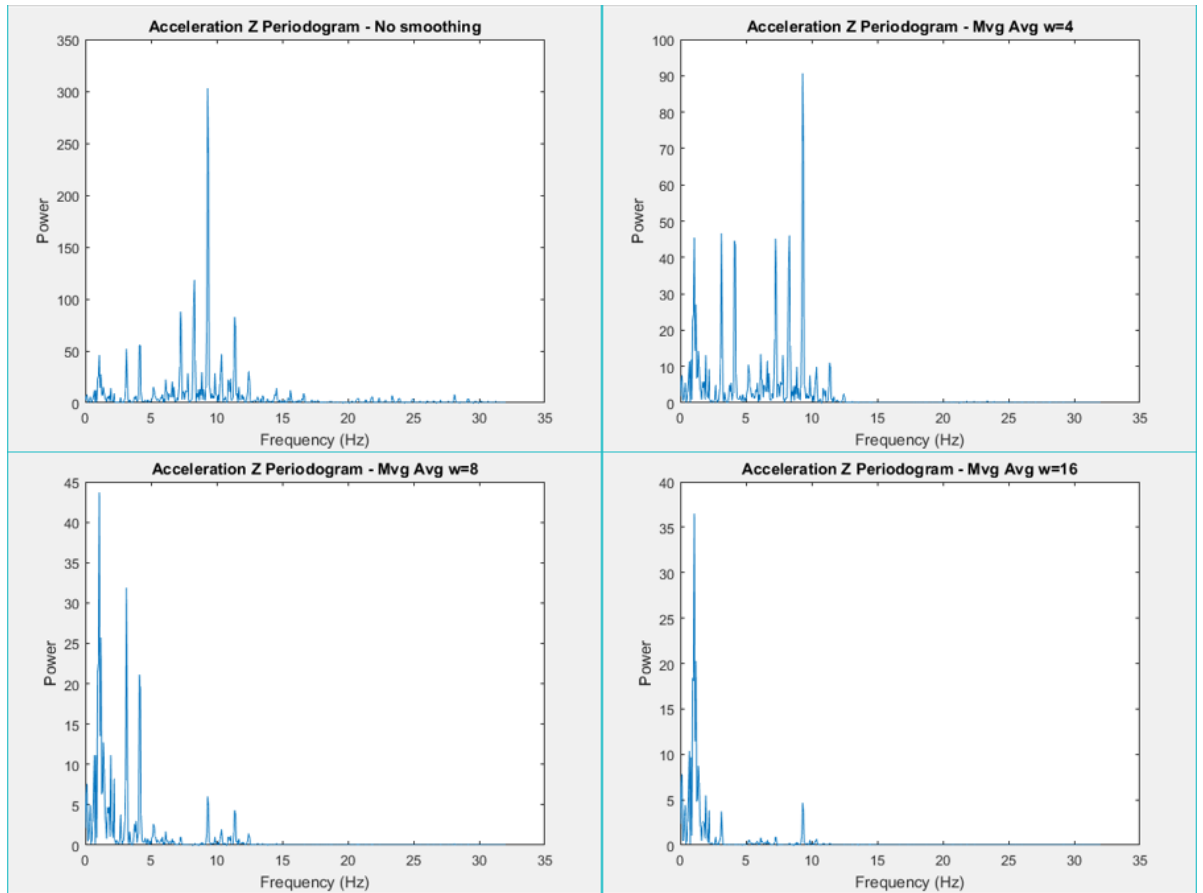 Acceleration Z Periodogram - No smoothing
350
300
250
200
150
100
50
0
Power
0 5 10 15 20 25 30 35
Frequency (Hz)
Acceleration Z Periodogram - Mvg Avg w=4
100
90
80
70
60
50
40
30
20
10
0
Power
0 5 10 15 20 25 30 35
Frequency (Hz)
Acceleration Z Periodogram - Mvg Avg w=8
45
40
35
30
25
20
15
10
5
0
Power
0 5 10 15 20 25 30 35
Frequency (Hz)
Acceleration Z Periodogram - Mvg Avg w=16
40
35
30
25
20
15
10
5
0
Power
0 5 10 15 20 25 30 35
Frequency (Hz)